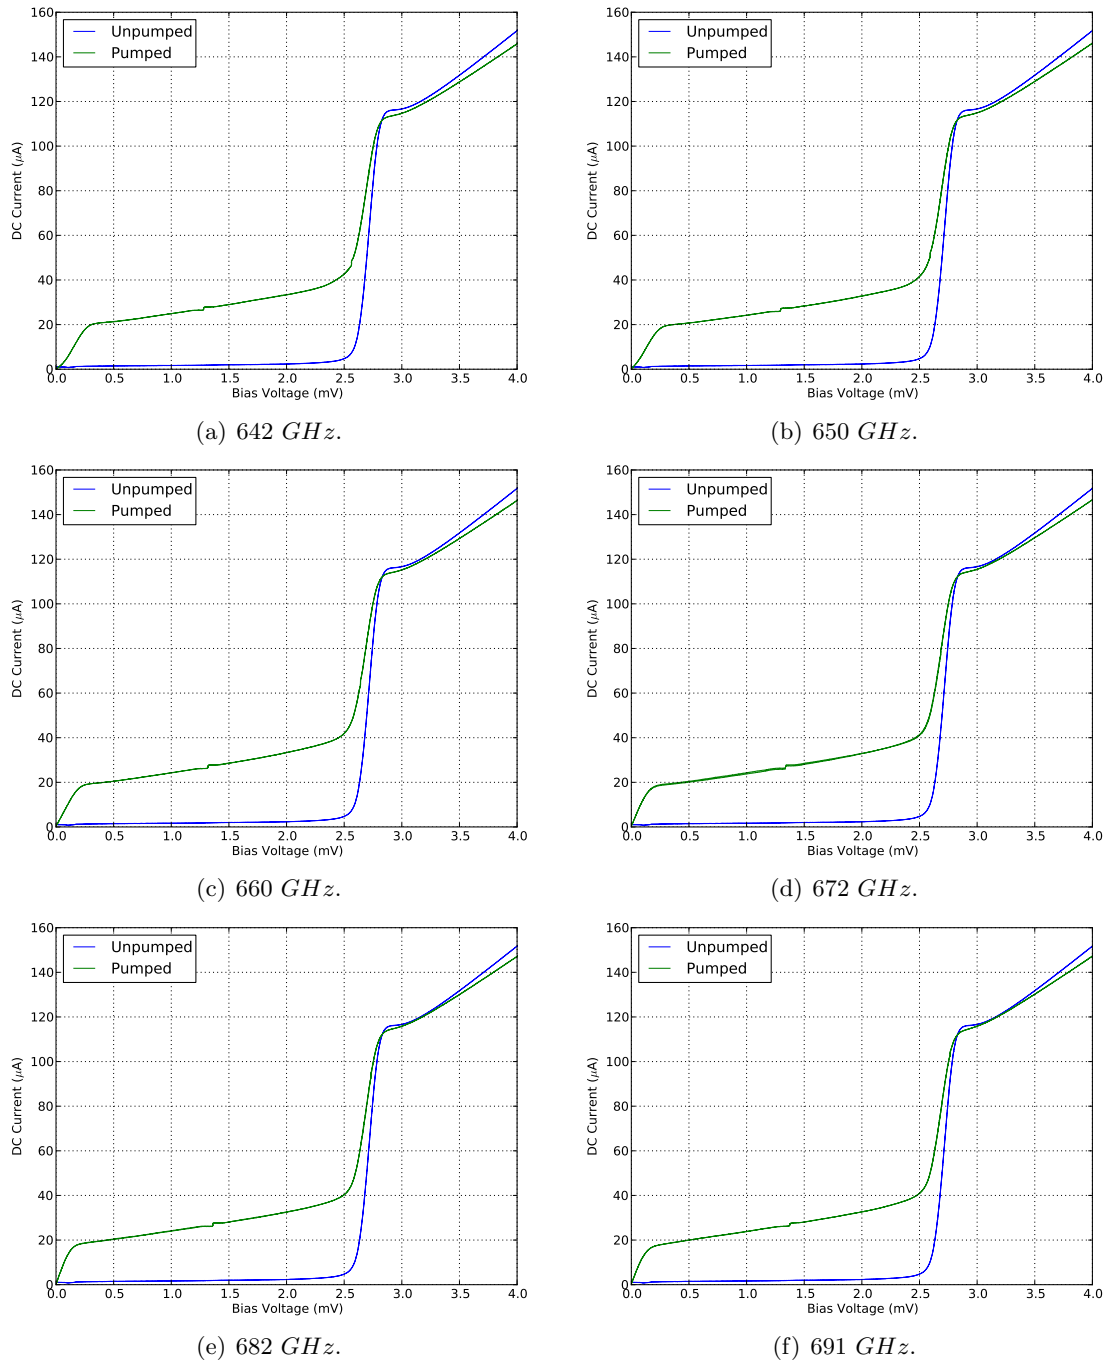 160
140
120
100
80
60
40
20
0
DC Current (μA)
Unpumped
Pumped
0.0 0.5 1.0 1.5 2.0 2.5 3.0 3.5 4.0
Bias Voltage (mV)
(a) 642 GHz.
160
140
120
100
80
60
40
20
0
DC Current (μA)
Unpumped
Pumped
0.0 0.5 1.0 1.5 2.0 2.5 3.0 3.5 4.0
Bias Voltage (mV)
(b) 650 GHz.
160
140
120
100
80
60
40
20
0
DC Current (μA)
Unpumped
Pumped
0.0 0.5 1.0 1.5 2.0 2.5 3.0 3.5 4.0
Bias Voltage (mV)
(c) 660 GHz.
160
140
120
100
80
60
40
20
0
DC Current (μA)
Unpumped
Pumped
0.0 0.5 1.0 1.5 2.0 2.5 3.0 3.5 4.0
Bias Voltage (mV)
(d) 672 GHz.
160
140
120
100
80
60
40
20
0
DC Current (μA)
Unpumped
Pumped
0.0 0.5 1.0 1.5 2.0 2.5 3.0 3.5 4.0
Bias Voltage (mV)
(e) 682 GHz.
160
140
120
100
80
60
40
20
0
DC Current (μA)
Unpumped
Pumped
0.0 0.5 1.0 1.5 2.0 2.5 3.0 3.5 4.0
Bias Voltage (mV)
(f) 691 GHz.